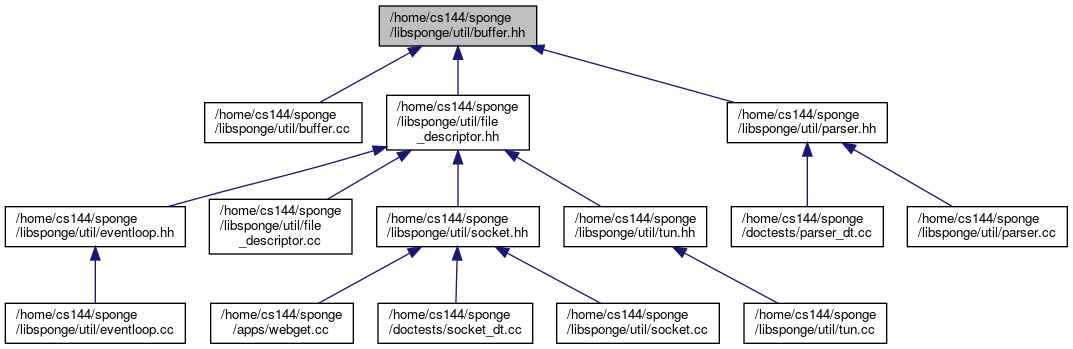 /home/cs144/sponge
/libsponge/util/buffer.hh
/home/cs144/sponge
/libsponge/util/buffer.cc
/home/cs144/sponge
/libsponge/util/file
_descriptor.hh
/home/cs144/sponge
/libsponge/util/parser.hh
/home/cs144/sponge
/libsponge/util/eventloop.hh
/home/cs144/sponge
/libsponge/util/file
_descriptor.cc
/home/cs144/sponge
/libsponge/util/socket.hh
/home/cs144/sponge
/libsponge/util/tun.hh
/home/cs144/sponge
/doctests/parser_dt.cc
/home/cs144/sponge
/libsponge/util/parser.cc
/home/cs144/sponge
/libsponge/util/eventloop.cc
/home/cs144/sponge
/apps/webget.cc
/home/cs144/sponge
/doctests/socket_dt.cc
/home/cs144/sponge
/libsponge/util/socket.cc
/home/cs144/sponge
/libsponge/util/tun.cc